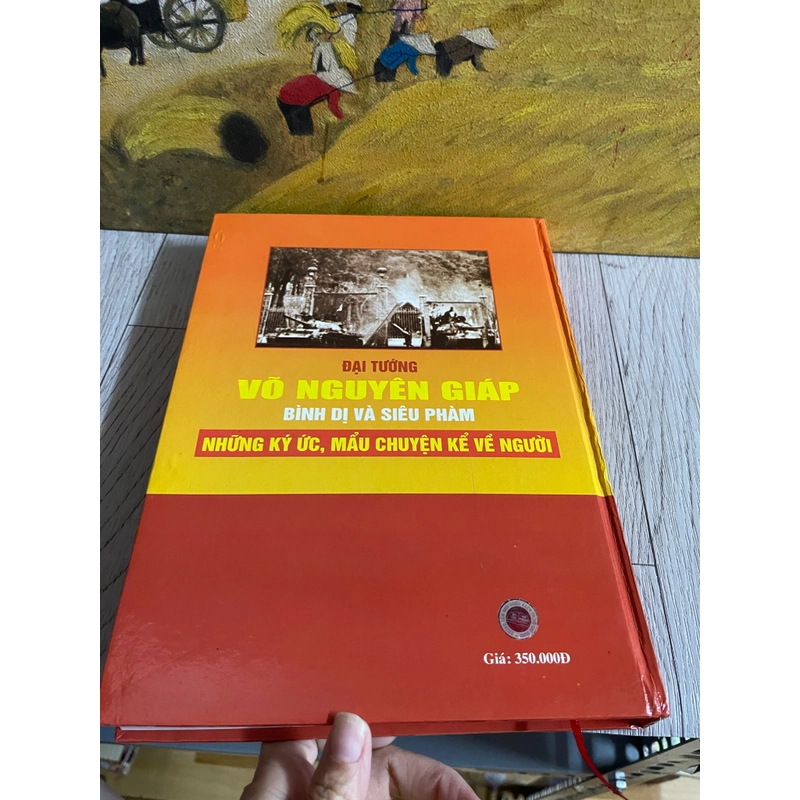 ĐẠI TƯỚNG
VÕ NGUYÊN GIÁP
BÌNH DỊ VÀ SIÊU PHÀM
NHỮNG KÝ ỨC, MẨU CHUYỆN KỂ VỀ NGƯỜI
Giá: 350.000Đ